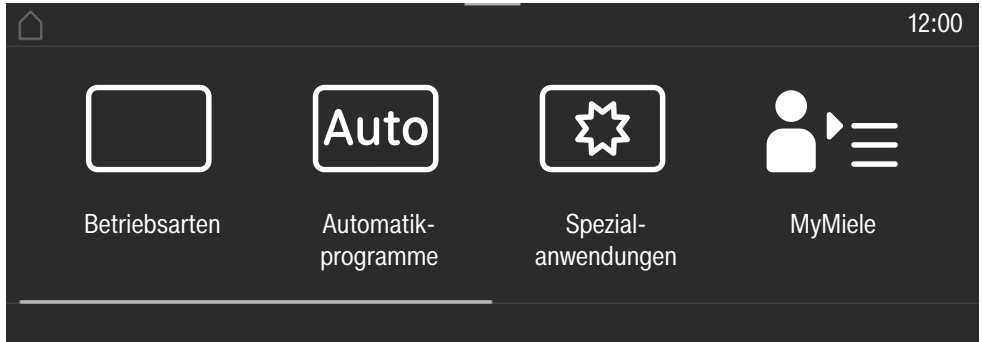 12:00
Auto
Betriebsarten
Automatik-
programme
Spezial-
anwendungen
MyMiele